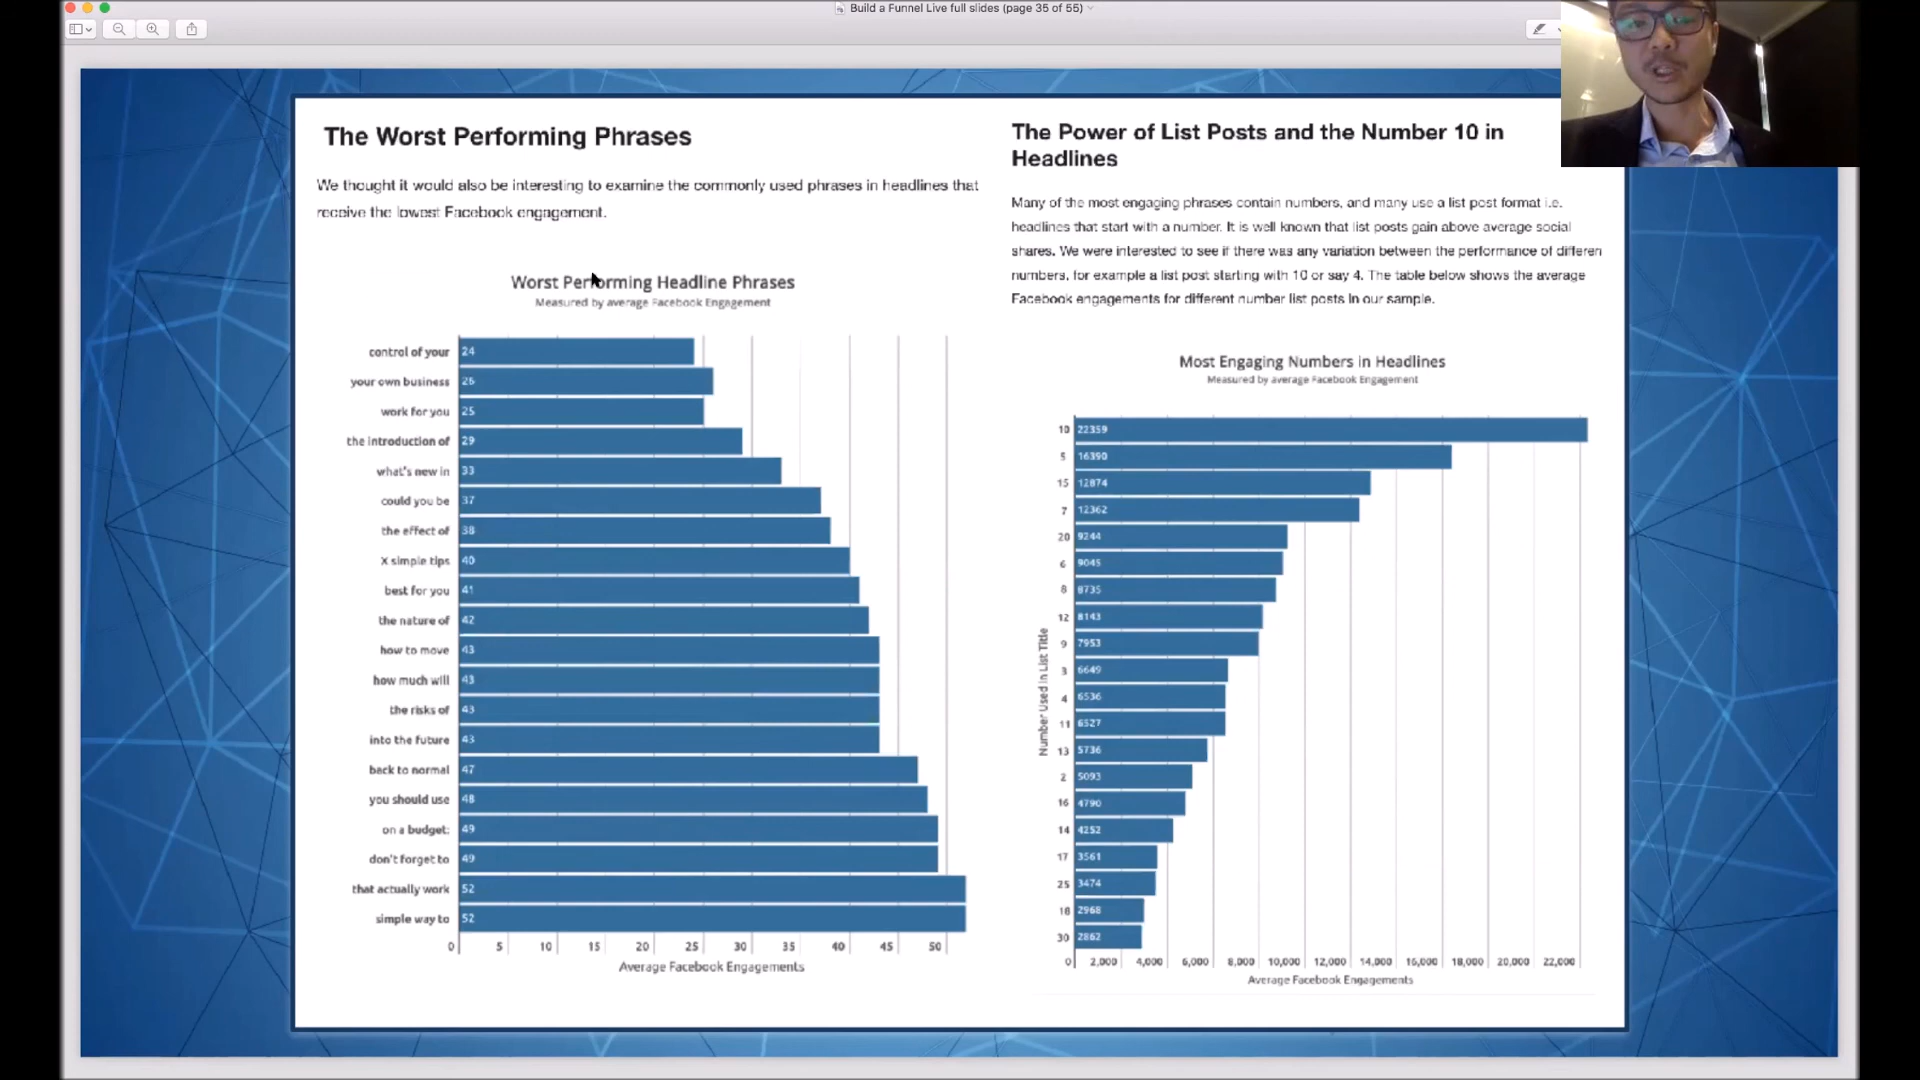 Build a Funnel Live full slides (page 35 of 55)
The Worst Performing Phrases
We thought it would also be interesting to examine the commonly used phrases in headlines that
receive the lowest Facebook engagement.
Worst Performing Headline Phrases
Measured by average Facebook Engagement
control of your 24
your own business 26
work for you 25
the introduction of 29
what's new in 33
could you be 37
the effect of 38
X simple tips 40
best for you 41
the nature of 42
how to move 43
how much will 43
the risks of 43
into the future 43
back to normal 47
you should use 48
on a budget: 49
don't forget to 49
that actually work 52
simple way to 52
0 5 10 15 20 25 30 35 40 45 50
Average Facebook Engagements
The Power of List Posts and the Number 10 in
Headlines
Many of the most engaging phrases contain numbers, and many use a list post format i.e.
headlines that start with a number. It is well known that list posts gain above average social
shares. We were interested to see if there was any variation between the performance of differen
numbers, for example a list post starting with 10 or say 4. The table below shows the average
Facebook engagements for different number list posts in our sample.
Most Engaging Numbers in Headlines
Measured by average Facebook Engagement
Number Used in List Title
10 22359
5 16390
15 12874
7 12362
20 9244
6 9045
8 8735
12 8143
9 7953
3 6649
4 6536
11 6527
13 5736
2 5093
16 4790
14 4252
17 3561
25 3474
18 2968
30 2862
0 2,000 4,000 6,000 8,000 10,000 12,000 14,000 16,000 18,000 20,000 22,000
Average Facebook Engagements